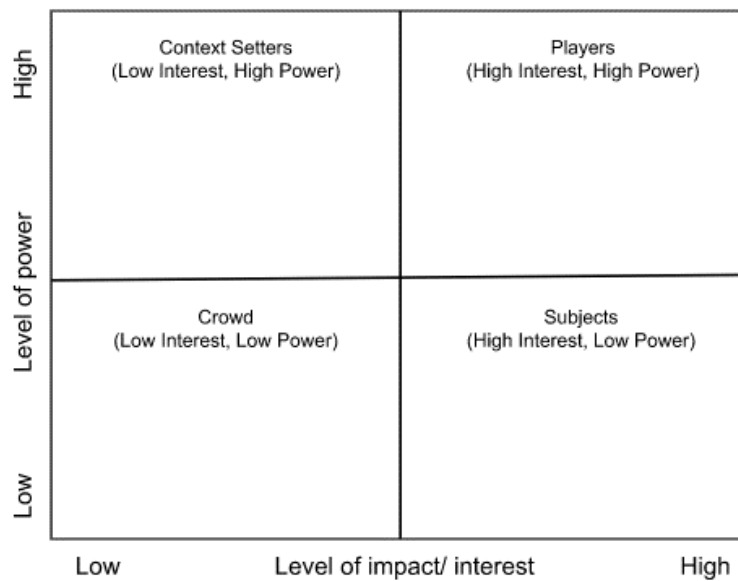 High
Level of power
Low
Context Setters
(Low Interest, High Power)
Players
(High Interest, High Power)
Crowd
(Low Interest, Low Power)
Subjects
(High Interest, Low Power)
Low
Level of impact/ interest
High